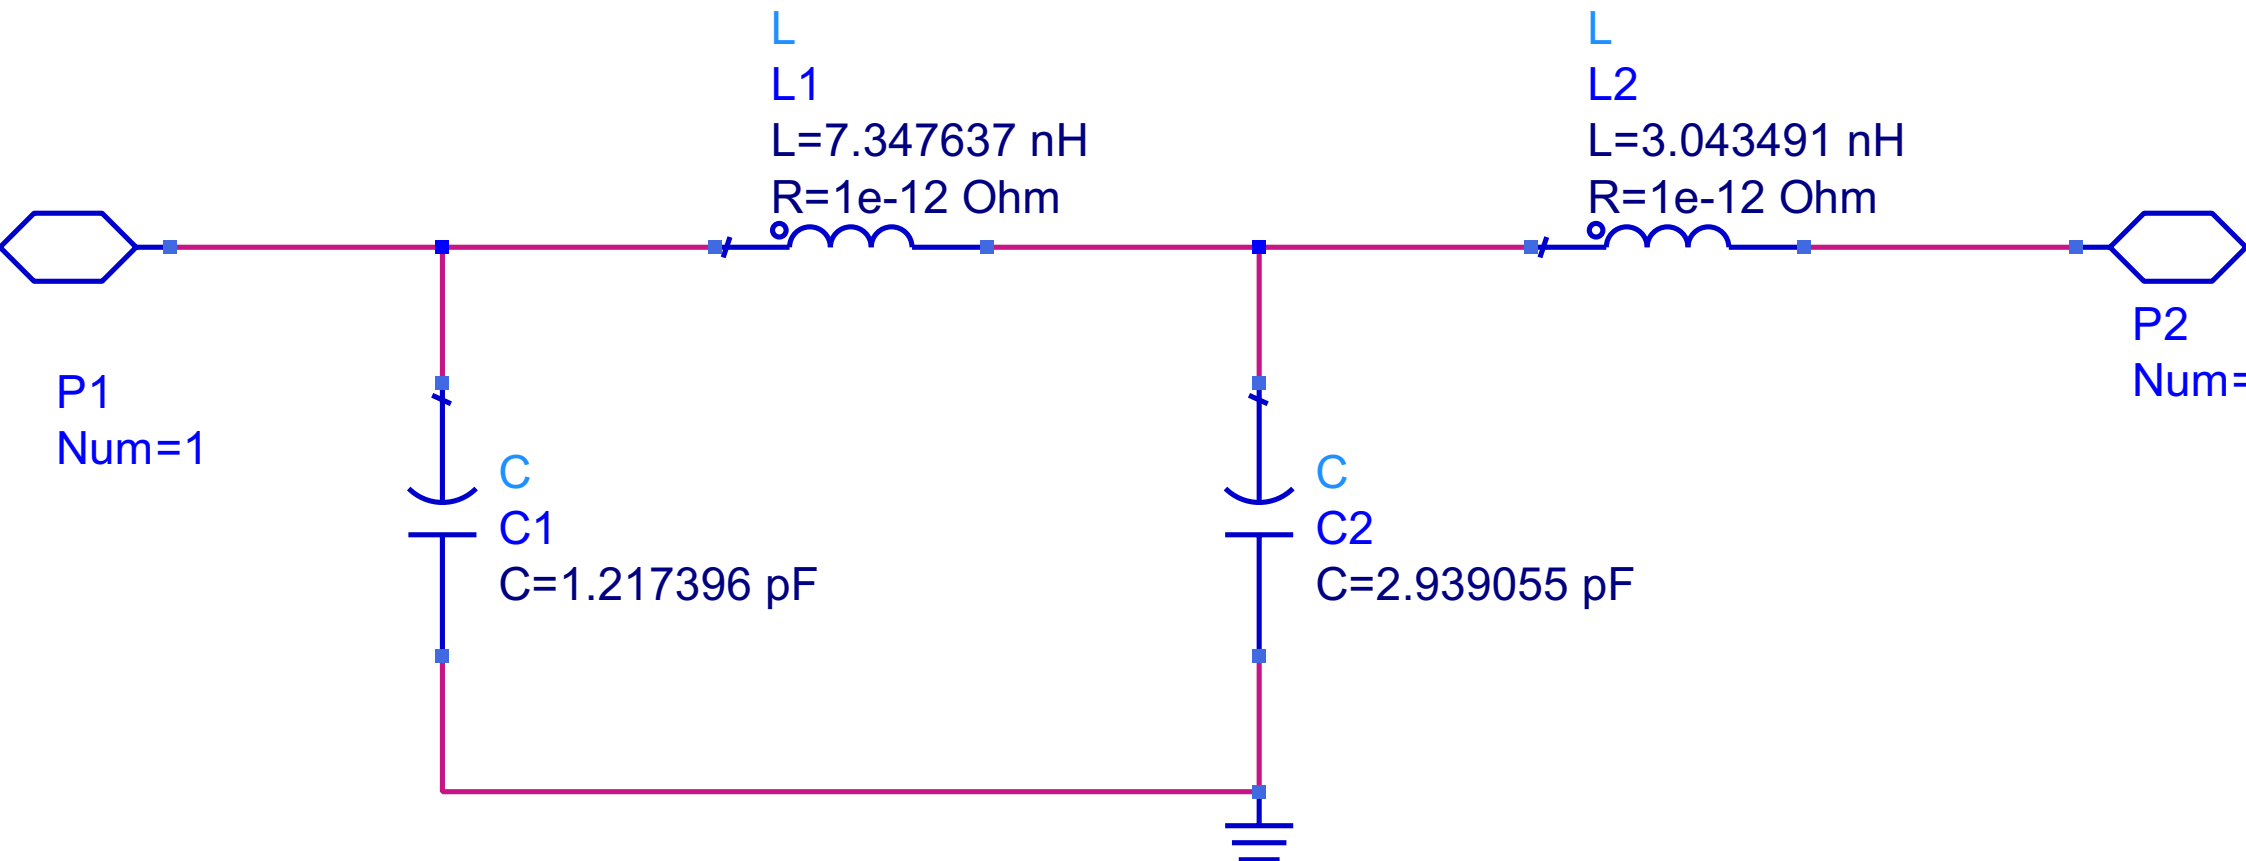 L
L1
L=7.347637 nH
R=1e-12 Ohm
L
L2
L=3.043491 nH
R=1e-12 Ohm
P1
Num=1
P2
Num=
C
C1
C=1.217396 pF
C
C2
C=2.939055 pF